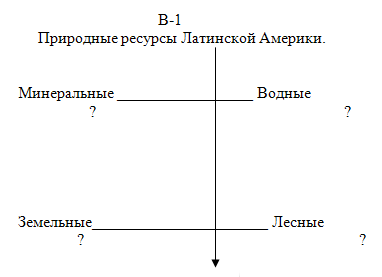 В-1
Природные ресурсы Латинской Америки.
Минеральные Водные
? ?
Земельные Лесные
? ?